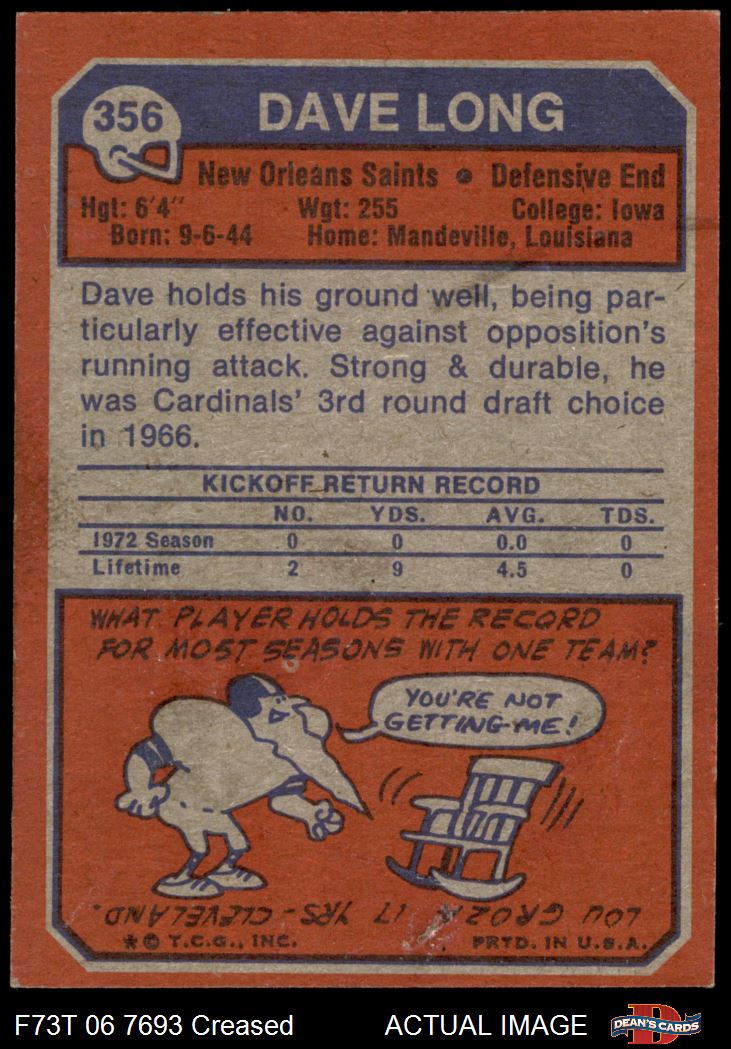 356
DAVE LONG
New Orleans Saints • Defensive End
Hgt: 6'4" Wgt: 255 College: Iowa
Born: 9-6-44 Home: Mandeville, Louisiana
Dave holds his ground well, being par-
ticularly effective against opposition's
running attack. Strong & durable, he
was Cardinals' 3rd round draft choice
in 1966.
KICKOFF RETURN RECORD
NO. YDS. AVG. TDS.
1972 Season 0 0 0.0 0
Lifetime 2 9 4.5 0
WHAT PLAYER HOLDS THE RECORD
FOR MOST SEASONS WITH ONE TEAM?
YOU'RE NOT
GETTING ME!
LOU GROZA 17 YRS-CLEVELAND.
*© T.C.G., INC. PRTD. IN U.S.A.
F73T 06 7693 Creased ACTUAL IMAGE
DEAN'S CARDS